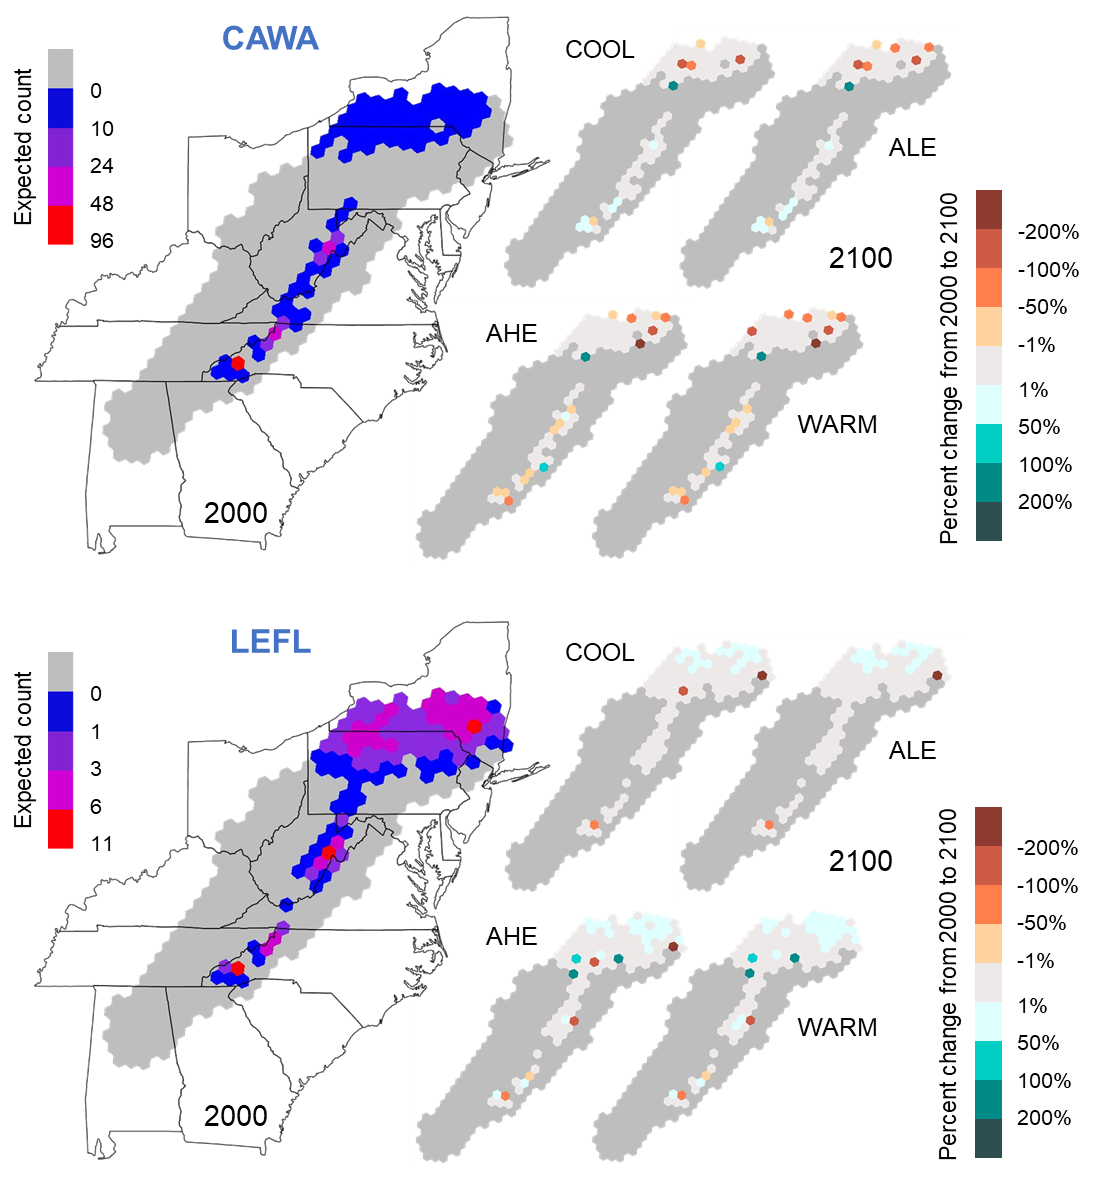 CAWA
Expected count
0
10
24
48
96
2000
COOL
ALE
2100
AHE
WARM
Percent change from 2000 to 2100
-200%
-100%
-50%
-1%
1%
50%
100%
200%
LEFL
Expected count
0
1
3
6
11
2000
COOL
ALE
2100
AHE
WARM
Percent change from 2000 to 2100
-200%
-100%
-50%
-1%
1%
50%
100%
200%